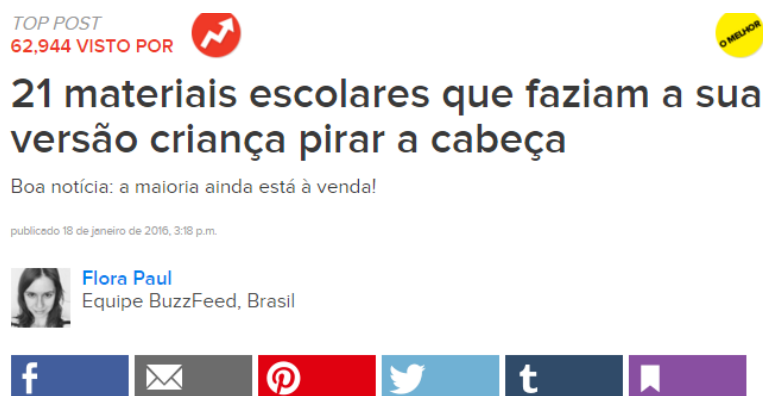 TOP POST
62,944 VISTO POR
O MELHOR
21 materiais escolares que faziam a sua
versão criança pirar a cabeça
Boa notícia: a maioria ainda está à venda!
publicado 18 de janeiro de 2016, 3:18 p.m.
Flora Paul
Equipe BuzzFeed, Brasil